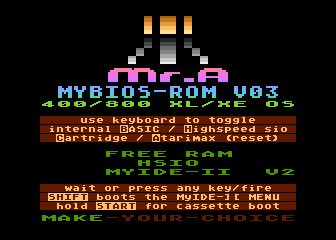 Mr.A
MYBIOS-ROM V03
400/800 XL/XE OS
use keyboard to toggle
internal BASIC / Highspeed sio
Cartridge / Atarimax (reset)
FREE RAM
HSIO
MYIDE-II V2
wait or press any key/fire
SHIFT boots the MyIDE-][ MENU
hold START for cassette boot
MAKE-YOUR-CHOICE